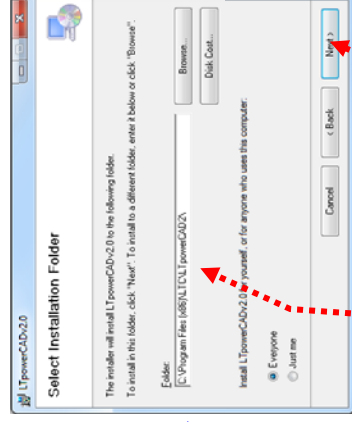 LTpowerCADv2.0
Select Installation Folder
The installer will install LTpowerCADv2.0 to the following folder.
To install in this folder, click "Next". To install to a different folder, enter it below or click "Browse".
Folder:
C:\Program Files (x86)\LTC\LTpowerCAD2\
Browse...
Disk Cost...
Install LTpowerCADv2.0 for yourself, or for anyone who uses this computer:
Everyone
Just me
Cancel
< Back
Next >